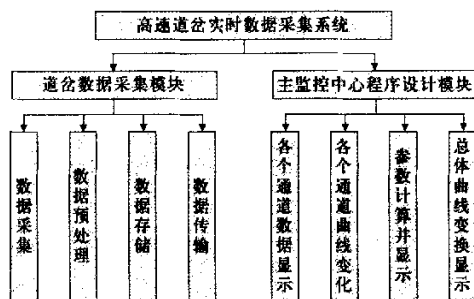 高速道岔实时数据采集系统
道岔数据采集模块
主监控中心程序设计模块
数据采集
数据预处理
数据存储
数据传输
各个通道数据显示
各个通道曲线变化
参数计算并显示
总体曲线变换显示